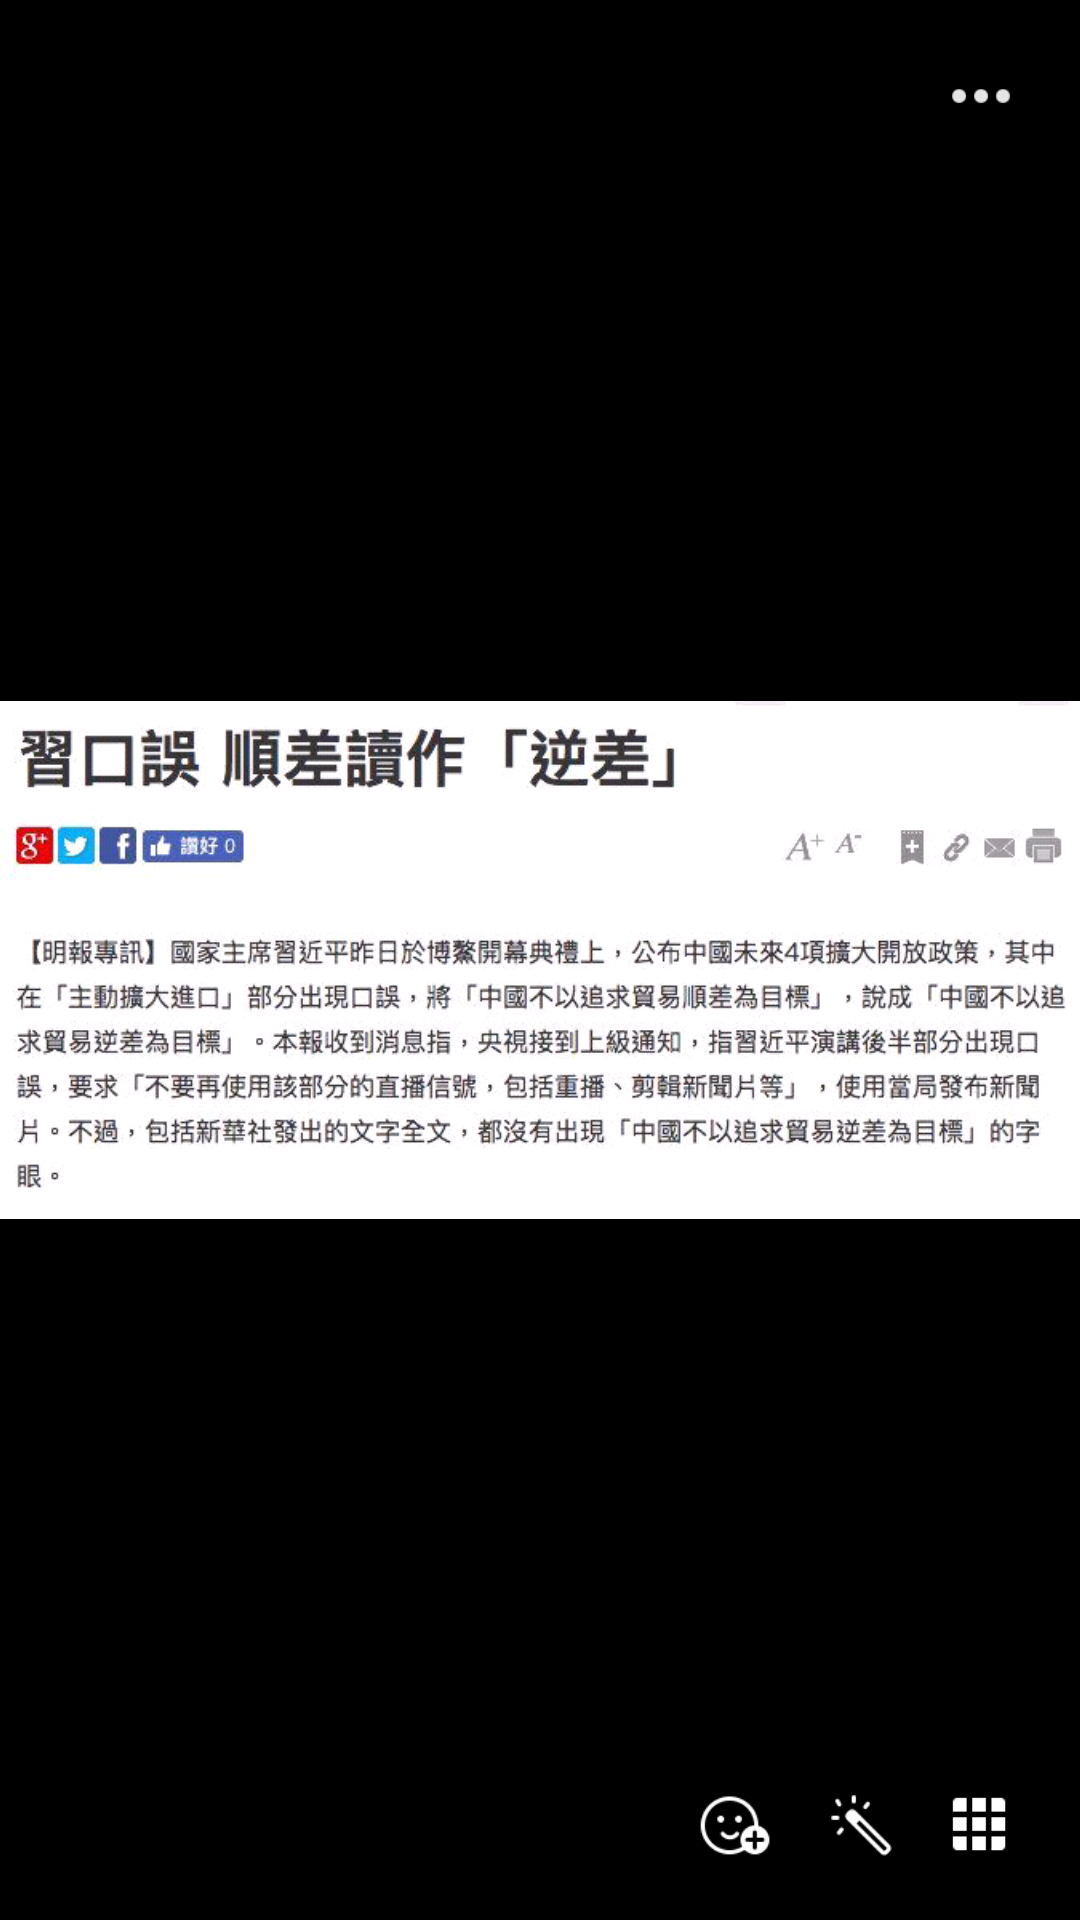 習口誤 順差讀作「逆差」
g+ f 讚好 0 A+ A-
【明報專訊】國家主席習近平昨日於博鰲開幕典禮上，公布中國未來4項擴大開放政策，其中
在「主動擴大進口」部分出現口誤，將「中國不以追求貿易順差為目標」，說成「中國不以追
求貿易逆差為目標」。本報收到消息指，央視接到上級通知，指習近平演講後半部分出現口
誤，要求「不要再使用該部分的直播信號，包括重播、剪輯新聞片等」，使用當局發布新聞
片。不過，包括新華社發出的文字全文，都沒有出現「中國不以追求貿易逆差為目標」的字
眼。